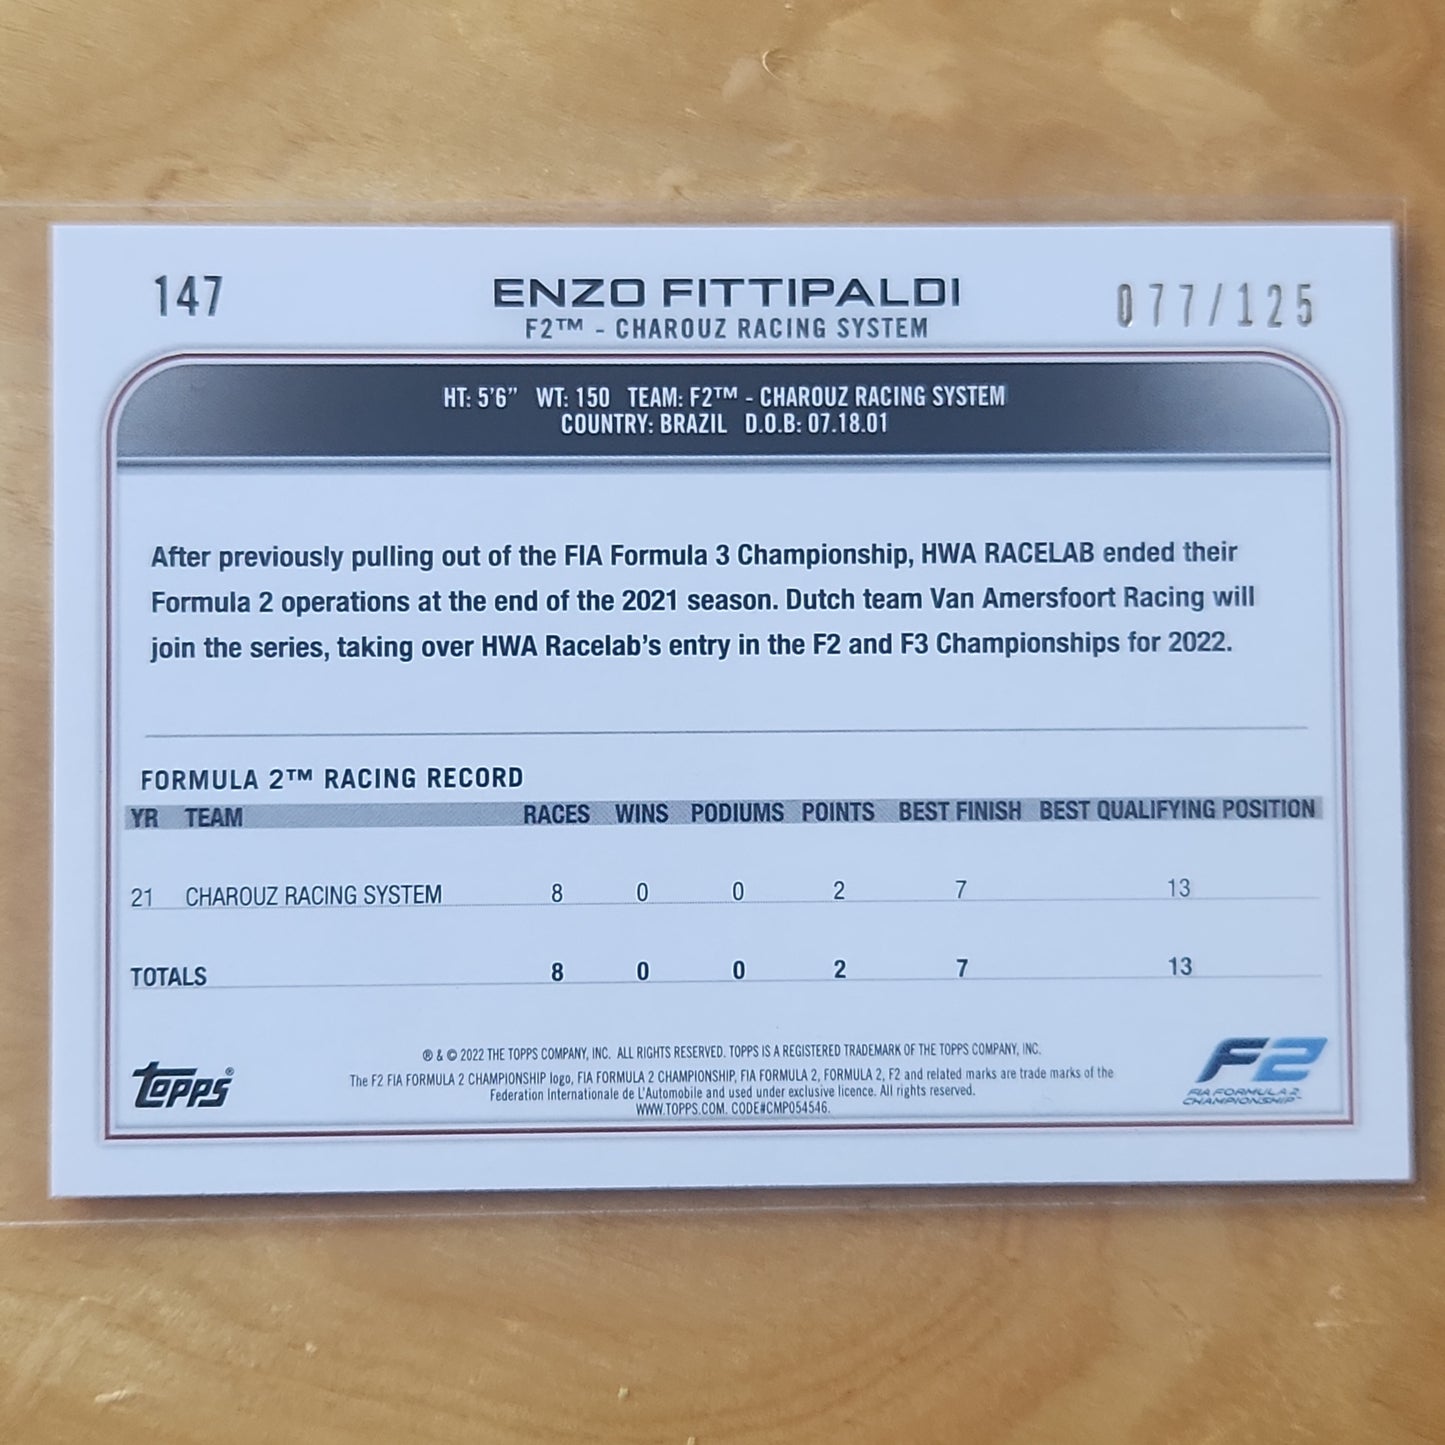 147
ENZO FITTIPALDI
077/125
F2™ - CHAROUZ RACING SYSTEM
HT: 5'6" WT: 150 TEAM: F2™ - CHAROUZ RACING SYSTEM
COUNTRY: BRAZIL D.O.B: 07.18.01
After previously pulling out of the FIA Formula 3 Championship, HWA RACELAB ended their
Formula 2 operations at the end of the 2021 season. Dutch team Van Amersfoort Racing will
join the series, taking over HWA Racelab's entry in the F2 and F3 Championships for 2022.
FORMULA 2™ RACING RECORD
YR TEAM RACES WINS PODIUMS POINTS BEST FINISH BEST QUALIFYING POSITION
21 CHAROUZ RACING SYSTEM 8 0 0 2 7 13
TOTALS 8 0 0 2 7 13
® & © 2022 THE TOPPS COMPANY, INC. ALL RIGHTS RESERVED. TOPPS IS A REGISTERED TRADEMARK OF THE TOPPS COMPANY, INC.
The F2 FIA FORMULA 2 CHAMPIONSHIP logo, FIA FORMULA 2 CHAMPIONSHIP, FIA FORMULA 2, FORMULA 2, F2 and related marks are trade marks of the
Federation Internationale de L'Automobile and used under exclusive licence. All rights reserved.
WWW.TOPPS.COM. CODE#CMP054546.
TOPPS®
F2
FIA FORMULA 2
CHAMPIONSHIP™